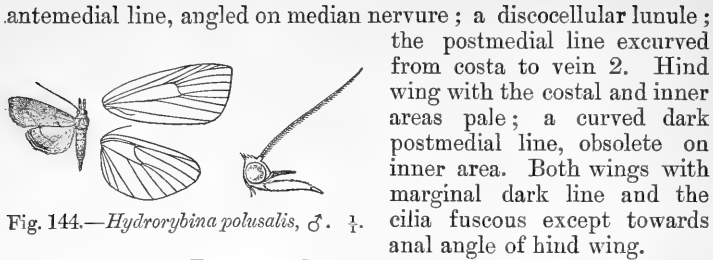 antemedial line, angled on median nervure; a discocellular lunule;
the postmedial line excurved
from costa to vein 2. Hind
wing with the costal and inner
areas pale; a curved dark
postmedial line, obsolete on
inner area. Both wings with
marginal dark line and the
cilia fuscous except towards
anal angle of hind wing.
Fig. 144.—Hydrorybina polusalis, ♂. 1/1.